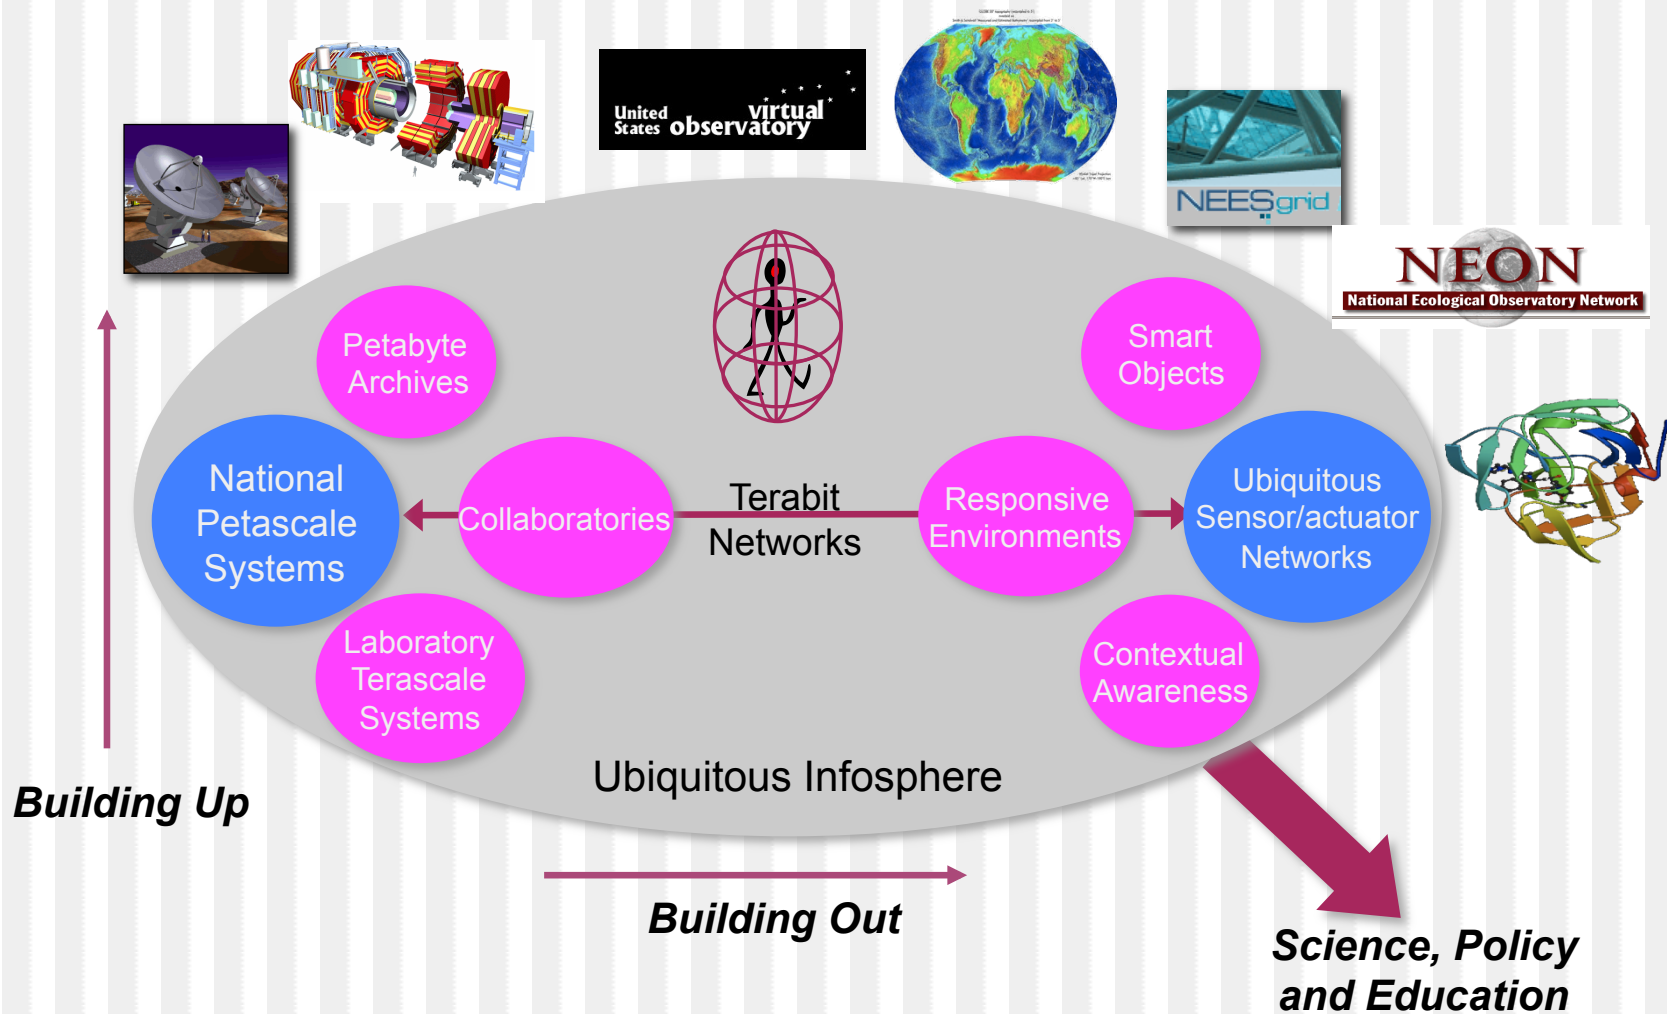 United virtual
States observatory
NEESgrid
NEON
National Ecological Observatory Network
Petabyte
Archives
Smart
Objects
National
Petascale
Systems
Collaboratories
Terabit
Networks
Responsive
Environments
Ubiquitous
Sensor/actuator
Networks
Laboratory
Terascale
Systems
Contextual
Awareness
Ubiquitous Infosphere
Building Up
Building Out
Science, Policy
and Education